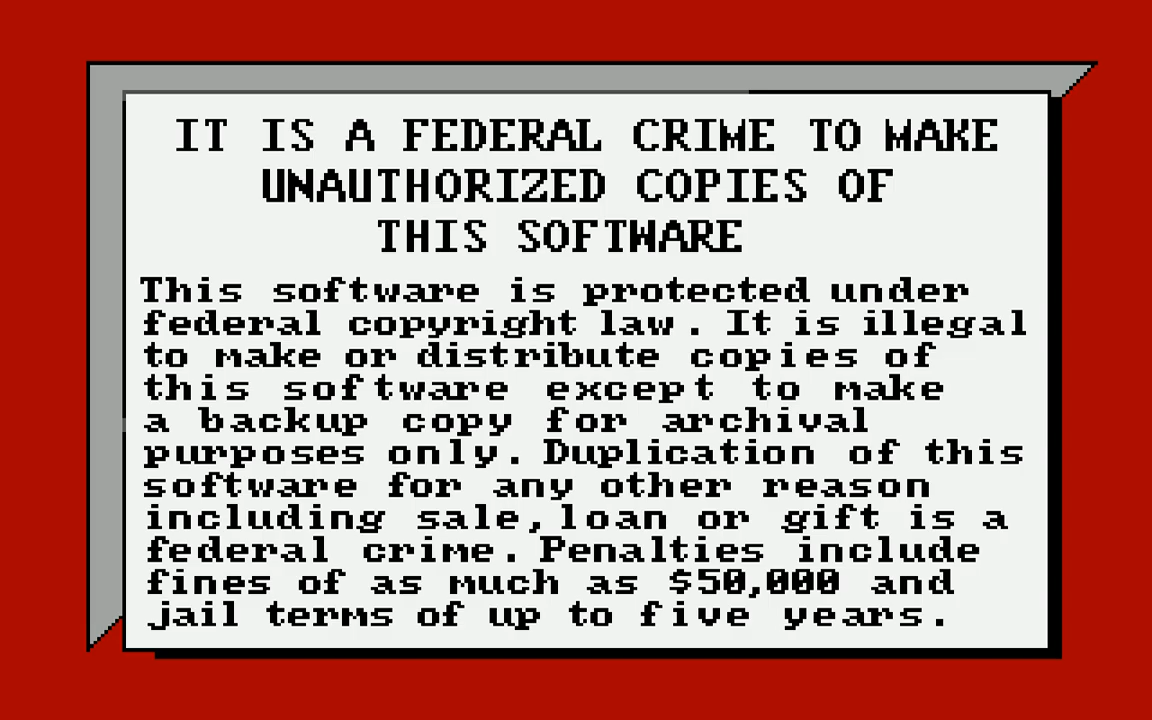 IT IS A FEDERAL CRIME TO MAKE
UNAUTHORIZED COPIES OF
THIS SOFTWARE
This software is protected under
federal copyright law. It is illegal
to make or distribute copies of
this software except to make
a backup copy for archival
purposes only. Duplication of this
software for any other reason
including sale, loan or gift is a
federal crime. Penalties include
fines of as much as $50,000 and
jail terms of up to five years.